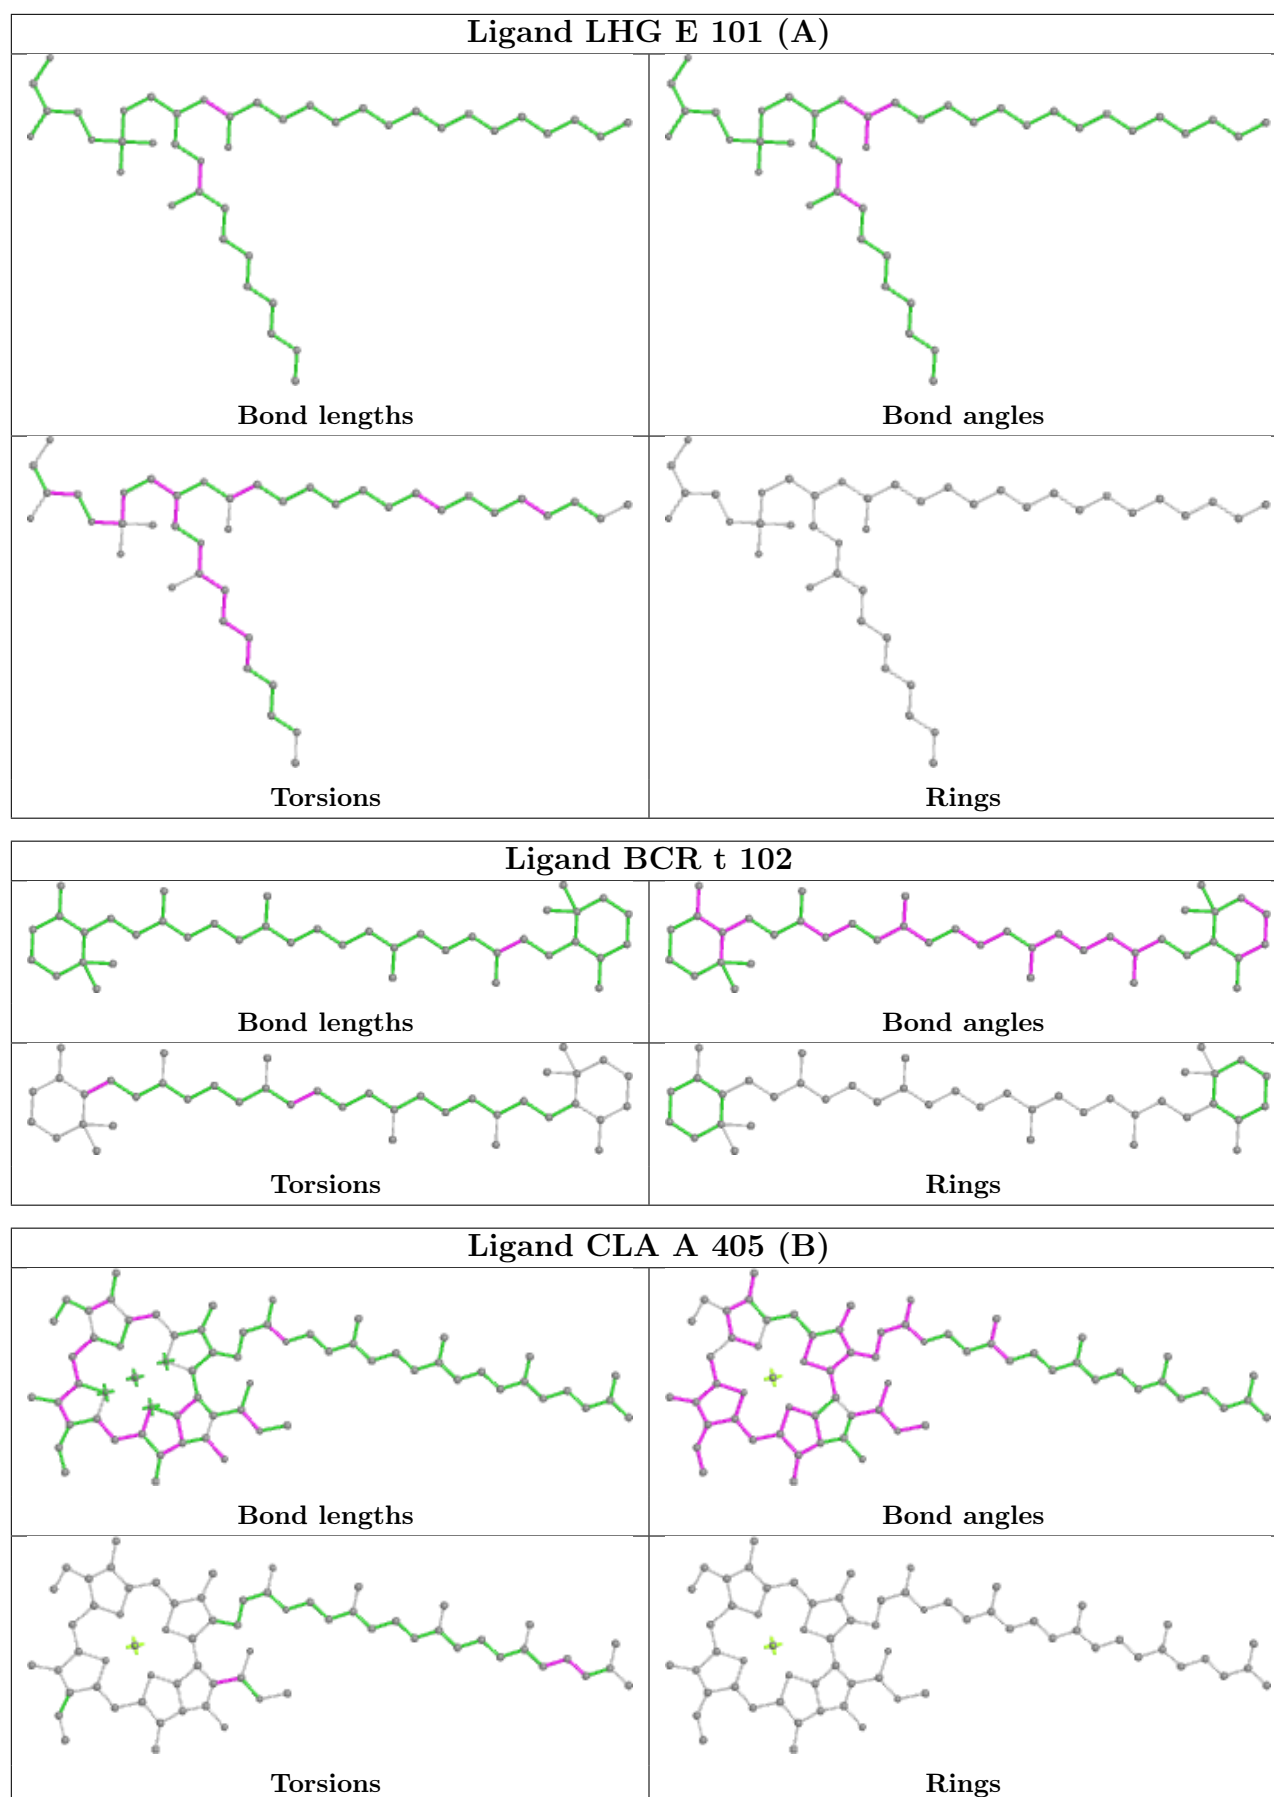 Ligand LHG E 101 (A)
Bond lengths
Bond angles
Torsions
Rings
Ligand BCR t 102
Bond lengths
Bond angles
Torsions
Rings
Ligand CLA A 405 (B)
Bond lengths
Bond angles
Torsions
Rings